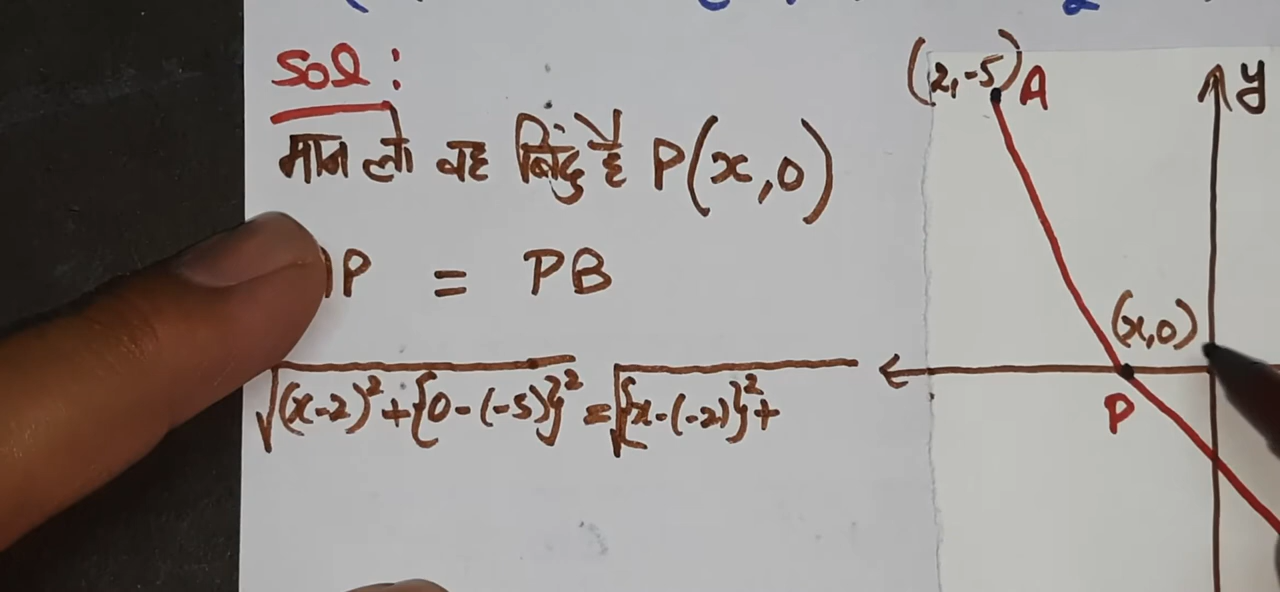 Sol :
मान लो वह बिंदु है P(x,0)
P = PB
√(x-2)²+{0-(-5)}² = √{x-(-2)}²+
(2,-5) A
y
(x,0)
P